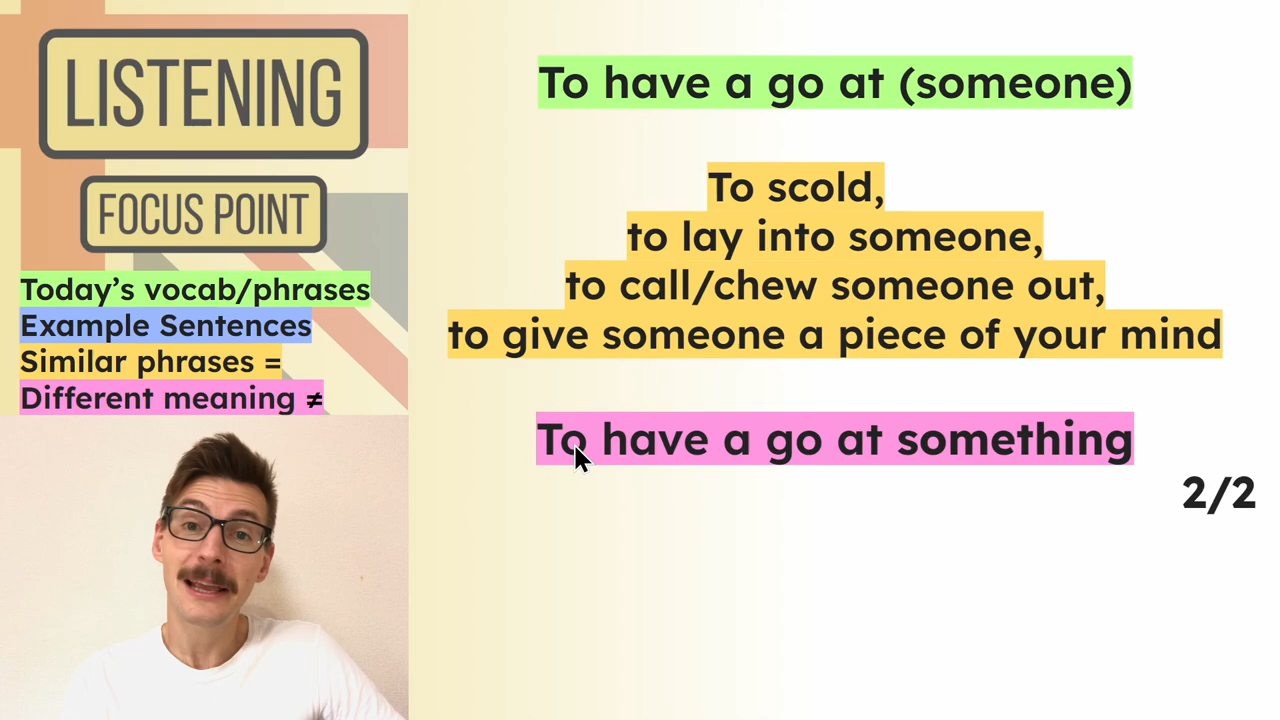 LISTENING
FOCUS POINT
Today’s vocab/phrases
Example Sentences
Similar phrases =
Different meaning ≠
To have a go at (someone)
To scold,
to lay into someone,
to call/chew someone out,
to give someone a piece of your mind
To have a go at something
2/2